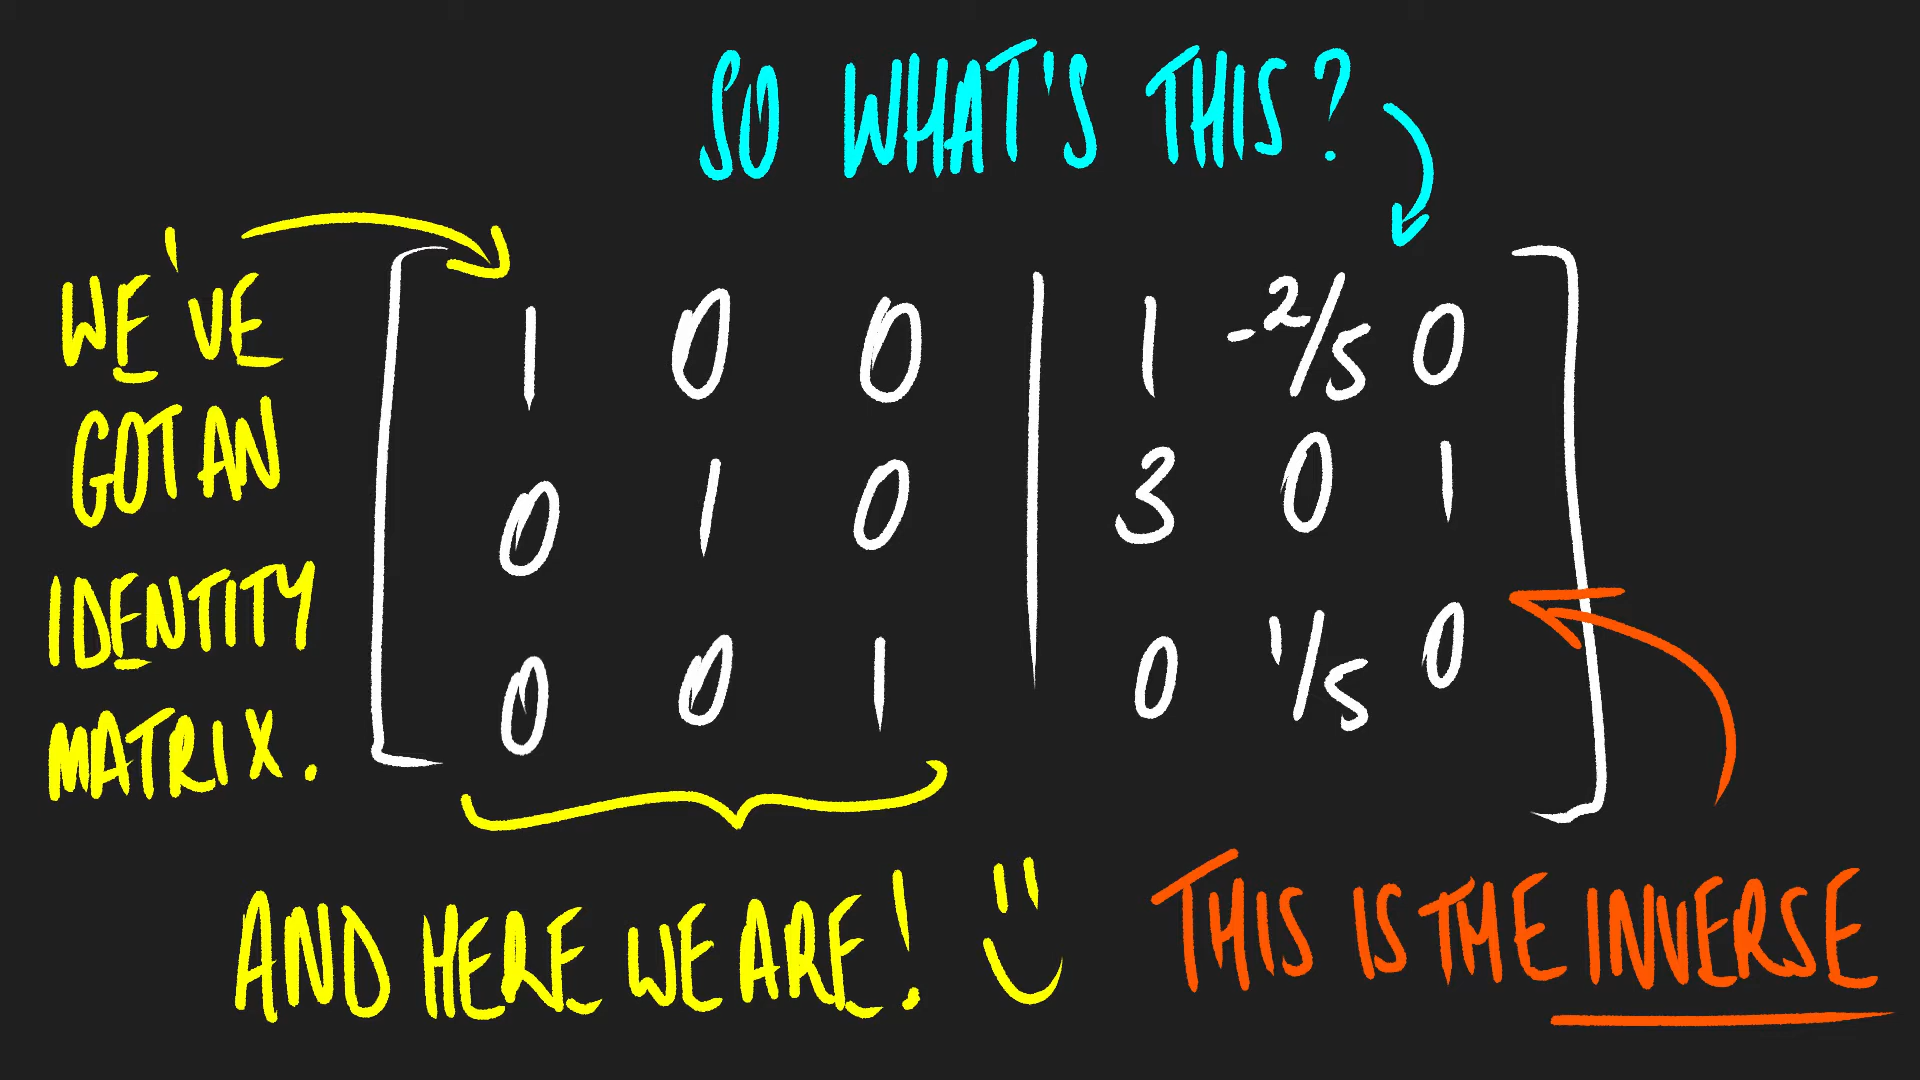 SO WHAT'S THIS?
WE'VE
GOT AN
IDENTITY
MATRIX.
1 0 0 | 1 -2/5 0
0 1 0 | 3 0 1
0 0 1 | 0 1/5 0
AND HERE WE ARE!
THIS IS THE INVERSE